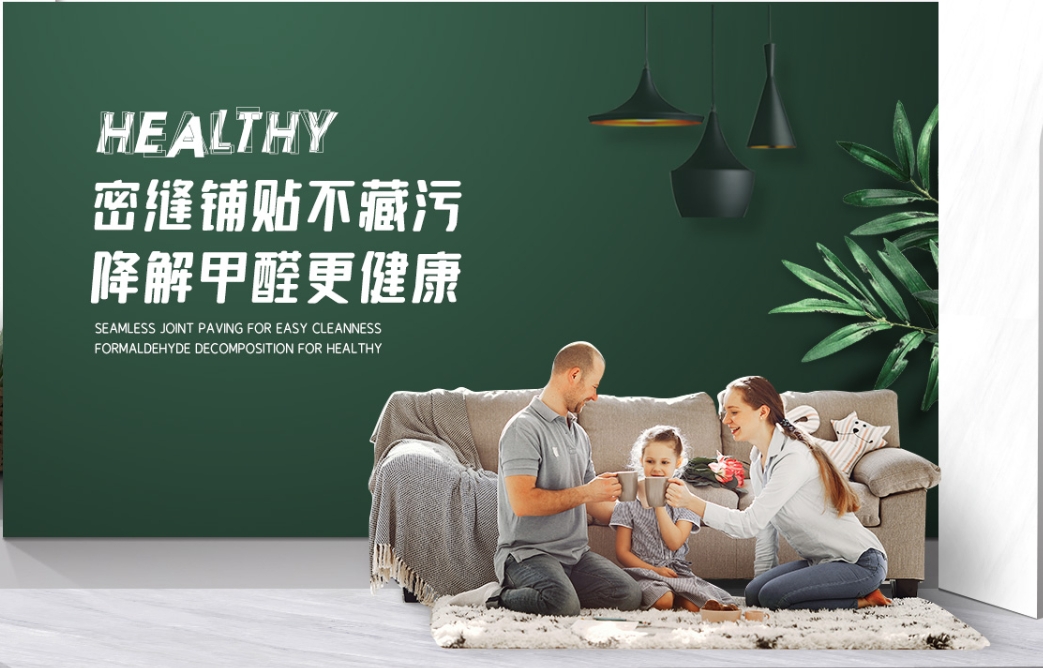 HEALTHY
密缝铺贴不藏污
降解甲醛更健康
SEAMLESS JOINT PAVING FOR EASY CLEANNESS
FORMALDEHYDE DECOMPOSITION FOR HEALTHY